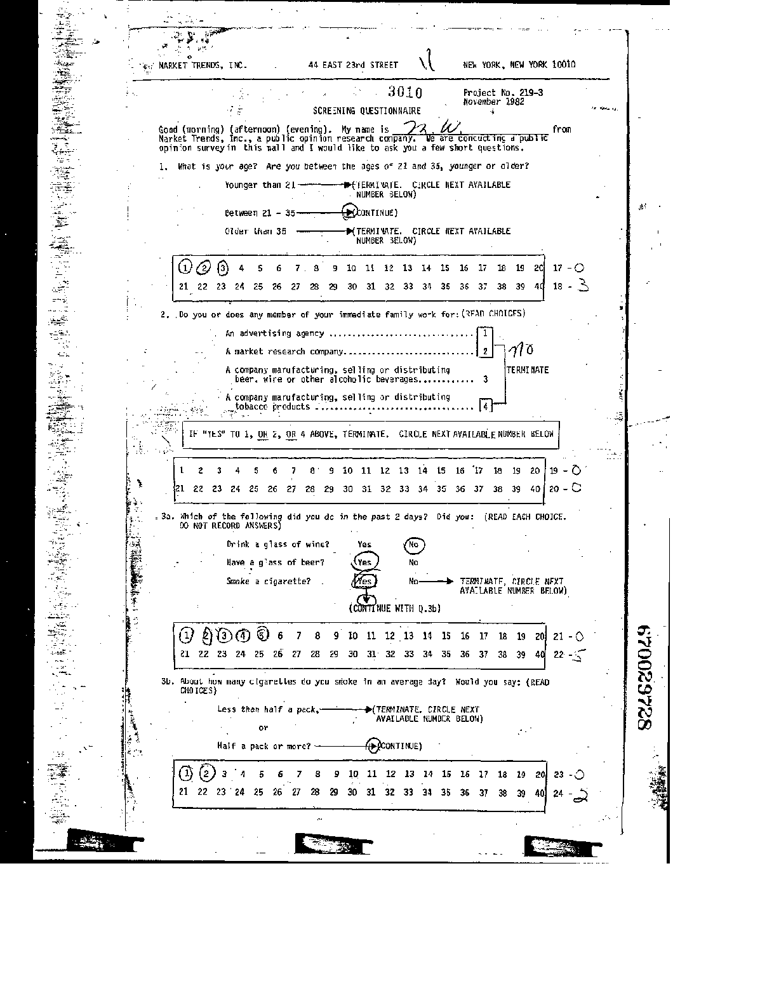 MARKET TRENDS, INC. 44 EAST 23rd STREET NEW YORK, NEW YORK 10010
3010 Project No. 219-3
November 1982
SCREENING QUESTIONNAIRE
Good (morning) (afternoon) (evening). My name is W. from
Market Trends, Inc., a public opinion research company. We are conducting a public
opinion survey in this mall and I would like to ask you a few short questions.
1. What is your age? Are you between the ages of 21 and 35, younger or older?
Younger than 21 (TERMINATE. CIRCLE NEXT AVAILABLE
NUMBER BELOW)
Between 21 - 35 (CONTINUE)
Older than 35 (TERMINATE. CIRCLE NEXT AVAILABLE
NUMBER BELOW)
1 2 3 4 5 6 7 8 9 10 11 12 13 14 15 16 17 18 19 20 17 - 0
21 22 23 24 25 26 27 28 29 30 31 32 33 34 35 36 37 38 39 40 18 - 3
2. Do you or does any member of your immediate family work for: (READ CHOICES)
An advertising agency .............................. 1
A market research company........................... 2 no
A company manufacturing, selling or distributing TERMINATE
beer, wine or other alcoholic beverages............ 3
A company manufacturing, selling or distributing
tobacco products ................................. 4
IF "YES" TO 1, OR 2, OR 4 ABOVE, TERMINATE. CIRCLE NEXT AVAILABLE NUMBER BELOW
1 2 3 4 5 6 7 8 9 10 11 12 13 14 15 16 17 18 19 20 19 - 0
21 22 23 24 25 26 27 28 29 30 31 32 33 34 35 36 37 38 39 40 20 - 0
3a. Which of the following did you do in the past 2 days? Did you: (READ EACH CHOICE.
DO NOT RECORD ANSWERS)
Drink a glass of wine? Yes No
Have a glass of beer? Yes No
Smoke a cigarette? Yes No TERMINATE, CIRCLE NEXT
AVAILABLE NUMBER BELOW)
(CONTINUE WITH Q.3b)
1 2 3 4 5 6 7 8 9 10 11 12 13 14 15 16 17 18 19 20 21 - 0
21 22 23 24 25 26 27 28 29 30 31 32 33 34 35 36 37 38 39 40 22 - 5
3b. About how many cigarettes do you smoke in an average day? Would you say: (READ
CHOICES)
Less than half a pack, (TERMINATE. CIRCLE NEXT
AVAILABLE NUMBER BELOW)
or
Half a pack or more? (CONTINUE)
1 2 3 4 5 6 7 8 9 10 11 12 13 14 15 16 17 18 19 20 23 - 0
21 22 23 24 25 26 27 28 29 30 31 32 33 34 35 36 37 38 39 40 24 - 2
670029728